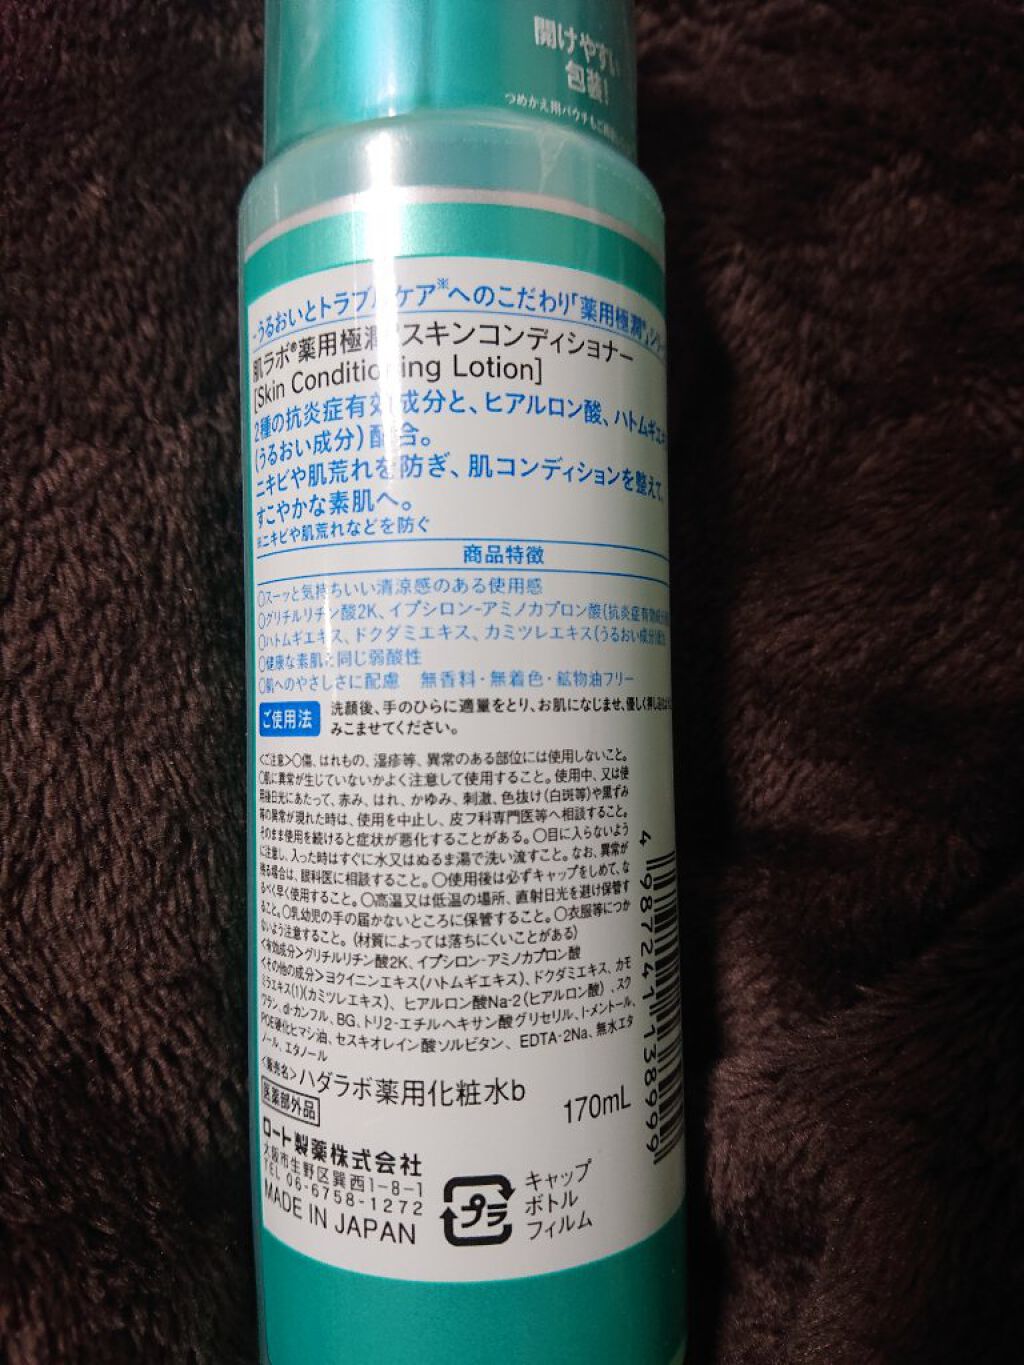 開けやすい
包装!
つめかえ用パウチもご
-うるおいとトラブルケア※へのこだわり「薬用極潤®」シリ
肌ラボ®薬用極潤®スキンコンディショナー
[Skin Conditioning Lotion]
2種の抗炎症有効成分と、ヒアルロン酸、ハトムギエキ
(うるおい成分)配合。
ニキビや肌荒れを防ぎ、肌コンディションを整えて、
すこやかな素肌へ。
※ニキビや肌荒れなどを防ぐ
商品特徴
○スーッと気持ちいい清涼感のある使用感
○グリチルリチン酸2K、イプシロン-アミノカプロン酸(抗炎症有効成分)
○ハトムギエキス、ドクダミエキス、カミツレエキス(うるおい成分)配合
○健康な素肌と同じ弱酸性
○肌へのやさしさに配慮 無香料・無着色・鉱物油フリー
ご使用法
洗顔後、手のひらに適量をとり、お肌になじませ、優しく押し込むよう
みこませてください。
<ご注意>○傷、はれもの、湿疹等、異常のある部位には使用しないこと。
○肌に異常が生じていないかよく注意して使用すること。使用中、又は使
用後日光にあたって、赤み、はれ、かゆみ、刺激、色抜け(白斑等)や黒ずみ
等の異常が現れた時は、使用を中止し、皮フ科専門医等へ相談すること。
そのまま使用を続けると症状が悪化することがある。○目に入らないよう
に注意し、入った時はすぐに水又はぬるま湯で洗い流すこと。なお、異常が
残る場合は、眼科医に相談すること。○使用後は必ずキャップをしめて、な
るべく早く使用すること。○高温又は低温の場所、直射日光を避け保管す
ること。○乳幼児の手の届かないところに保管すること。○衣服等につか
ないよう注意すること。(材質によっては落ちにくいことがある)
<有効成分>グリチルリチン酸2K、イプシロン-アミノカプロン酸
<その他の成分>ヨクイニンエキス(ハトムギエキス)、ドクダミエキス、カモ
ミラエキス(1)(カミツレエキス)、ヒアルロン酸Na-2(ヒアルロン酸)、スク
ワラン、dl-カンフル、BG、トリ2-エチルヘキサン酸グリセリル、l-メントール、
POE硬化ヒマシ油、セスキオレイン酸ソルビタン、EDTA-2Na、無水エタ
ノール、エタノール
<販売名>ハダラボ薬用化粧水b
医薬部外品
170mL
ロート製薬株式会社
大阪市生野区巽西1-8-1
TEL 06-6758-1272
MADE IN JAPAN
プラ
キャップ
ボトル
フィルム
4 987241 138999